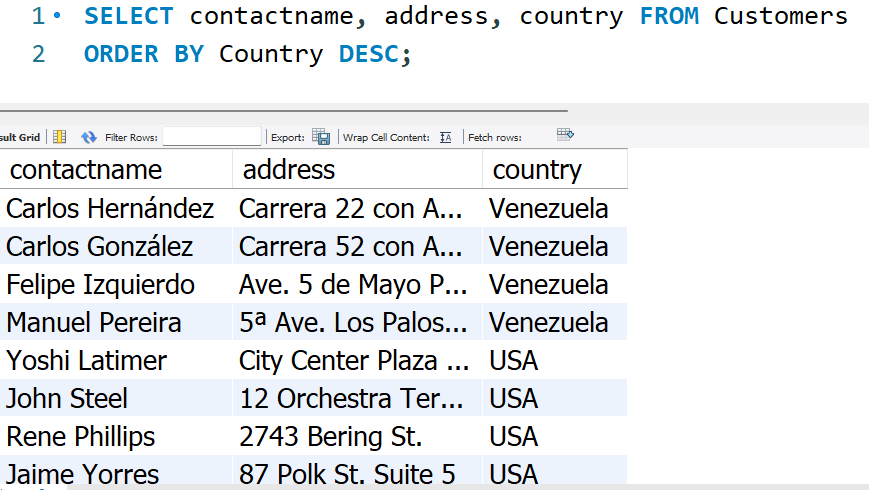 1 SELECT contactname, address, country FROM Customers
2 ORDER BY Country DESC;
sult Grid Filter Rows: Export: Wrap Cell Content: IA Fetch rows:
contactname address country
Carlos Hernández Carrera 22 con A... Venezuela
Carlos González Carrera 52 con A... Venezuela
Felipe Izquierdo Ave. 5 de Mayo P... Venezuela
Manuel Pereira 5ª Ave. Los Palos... Venezuela
Yoshi Latimer City Center Plaza ... USA
John Steel 12 Orchestra Ter... USA
Rene Phillips 2743 Bering St. USA
Jaime Yorres 87 Polk St. Suite 5 USA